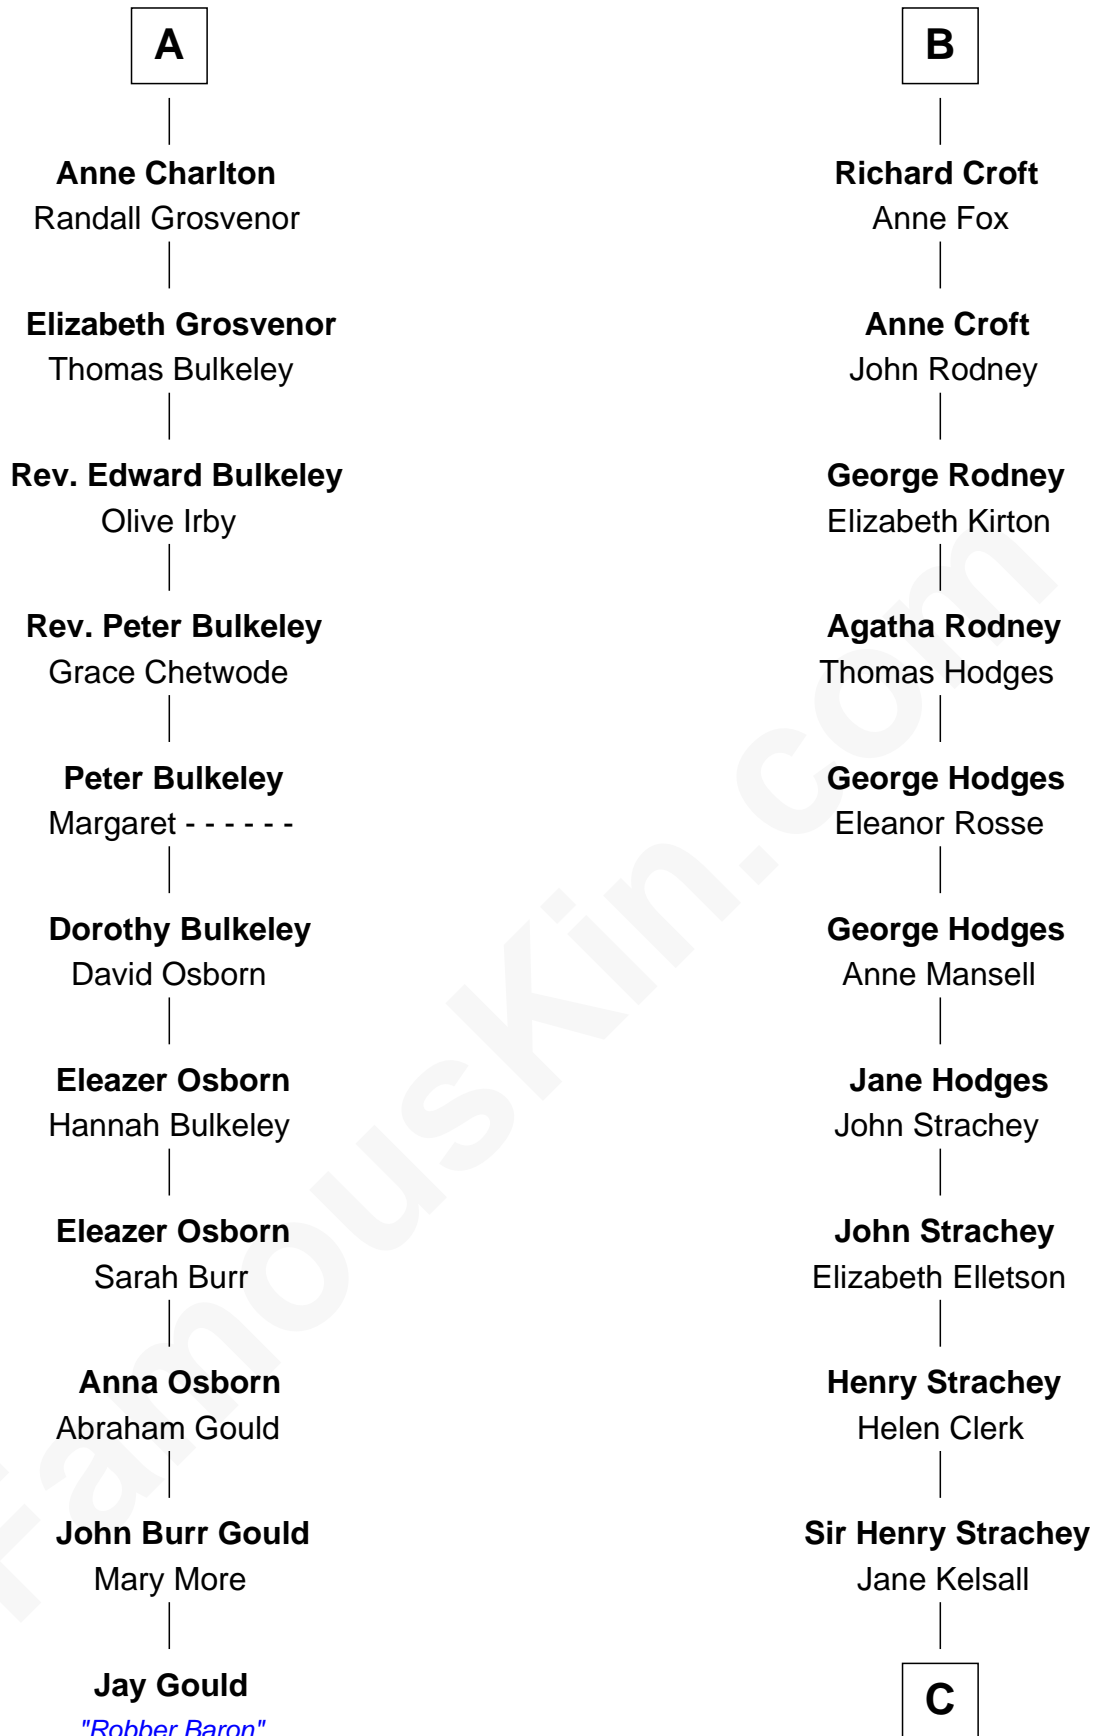 A
Anne Charlton
Randall Grosvenor
Elizabeth Grosvenor
Thomas Bulkeley
Rev. Edward Bulkeley
Olive Irby
Rev. Peter Bulkeley
Grace Chetwode
Peter Bulkeley
Margaret - - - - - -
Dorothy Bulkeley
David Osborn
Eleazer Osborn
Hannah Bulkeley
Eleazer Osborn
Sarah Burr
Anna Osborn
Abraham Gould
John Burr Gould
Mary More
Jay Gould
"Robber Baron"
B
Richard Croft
Anne Fox
Anne Croft
John Rodney
George Rodney
Elizabeth Kirton
Agatha Rodney
Thomas Hodges
George Hodges
Eleanor Rosse
George Hodges
Anne Mansell
Jane Hodges
John Strachey
John Strachey
Elizabeth Elletson
Henry Strachey
Helen Clerk
Sir Henry Strachey
Jane Kelsall
C
FamousKin.com